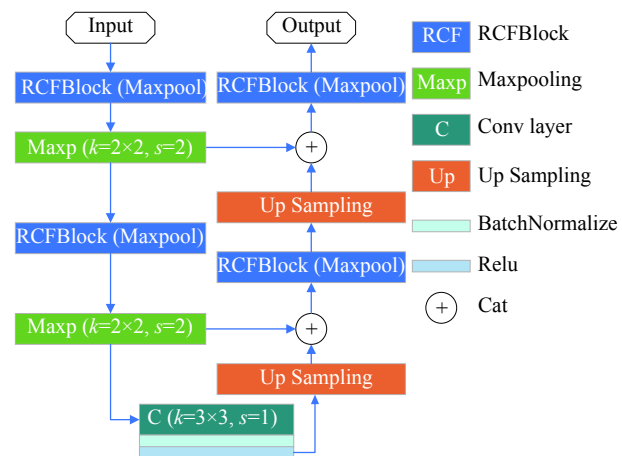 Input
Output
RCFBlock (Maxpool)
RCFBlock (Maxpool)
Maxp (k=2×2, s=2)
+
Up Sampling
RCFBlock (Maxpool)
RCFBlock (Maxpool)
Maxp (k=2×2, s=2)
+
Up Sampling
C (k=3×3, s=1)
RCF RCFBlock
Maxp Maxpooling
C Conv layer
Up Up Sampling
BatchNormalize
Relu
+ Cat